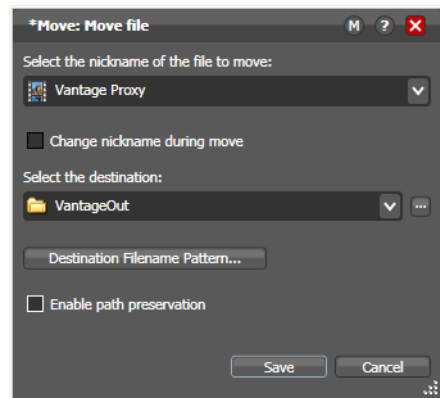 *Move: Move file M ?
Select the nickname of the file to move:
Vantage Proxy
Change nickname during move
Select the destination:
VantageOut ...
Destination Filename Pattern...
Enable path preservation
Save Cancel